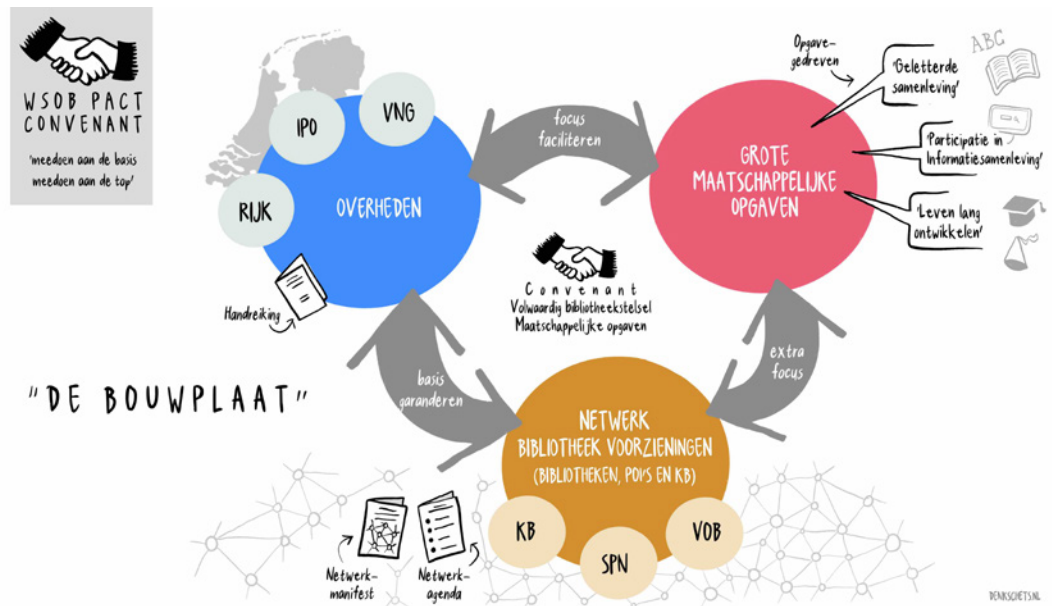 WSOB PACT
CONVENANT
'meedoen aan de basis
meedoen aan de top'
IPO
VNG
RIJK
OVERHEDEN
Handreiking
focus
faciliteren
GROTE
MAATSCHAPPELIJKE
OPGAVEN
Opgave-
gedreven
'Geletterde
samenleving'
ABC
'Participatie in
Informatiesamenleving'
'Leven lang
ontwikkelen'
Convenant
Volwaardig bibliotheekstelsel
Maatschappelijke opgaven
basis
garanderen
extra
focus
"DE BOUWPLAAT"
NETWERK
BIBLIOTHEEK VOORZIENINGEN
(BIBLIOTHEKEN, POI'S EN KB)
KB
SPN
VOB
Netwerk-
manifest
Netwerk-
agenda
DENKSCHETS.NL